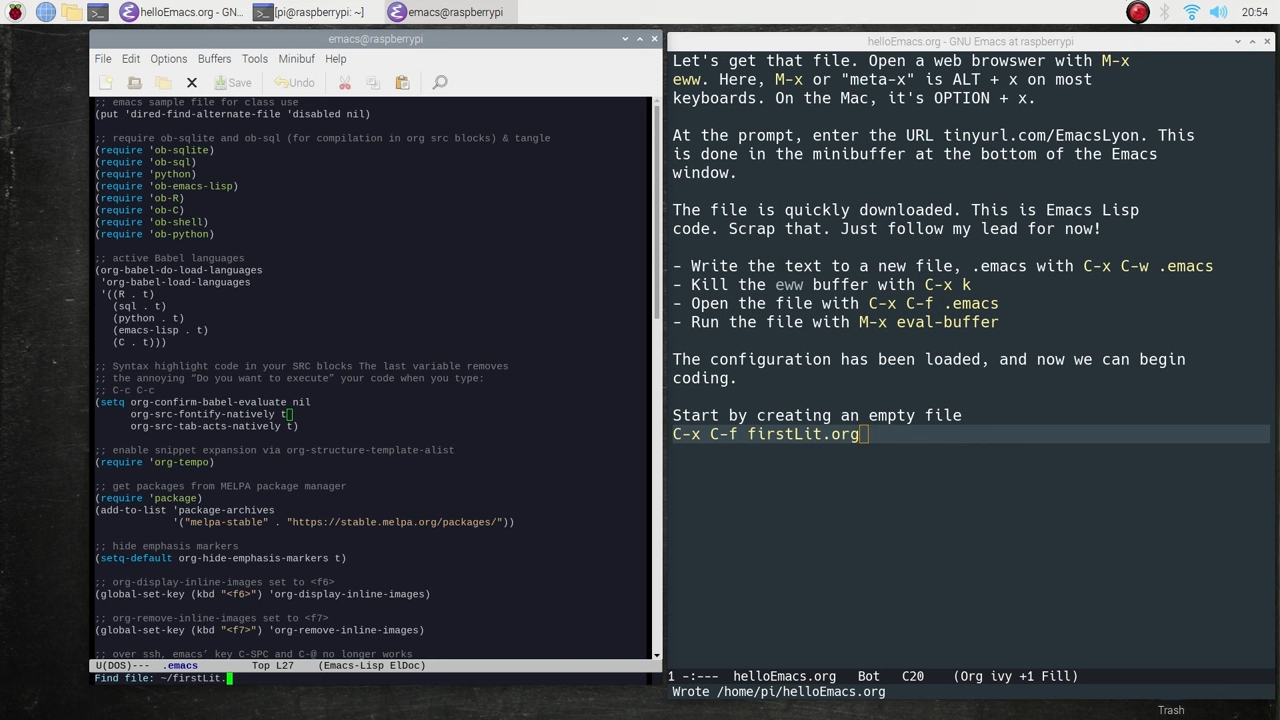 helloEmacs.org - GN...
[pi@raspberrypi: ~]
emacs@raspberrypi
20:54
emacs@raspberrypi
File Edit Options Buffers Tools Minibuf Help
Save Undo
;; emacs sample file for class use
(put 'dired-find-alternate-file 'disabled nil)
;; require ob-sqlite and ob-sql (for compilation in org src blocks) & tangle
(require 'ob-sqlite)
(require 'ob-sql)
(require 'python)
(require 'ob-emacs-lisp)
(require 'ob-R)
(require 'ob-C)
(require 'ob-shell)
(require 'ob-python)
;; active Babel languages
(org-babel-do-load-languages
'org-babel-load-languages
'((R . t)
(sql . t)
(python . t)
(emacs-lisp . t)
(C . t)))
;; Syntax highlight code in your SRC blocks The last variable removes
;; the annoying “Do you want to execute” your code when you type:
;; C-c C-c
(setq org-confirm-babel-evaluate nil
org-src-fontify-natively t
org-src-tab-acts-natively t)
;; enable snippet expansion via org-structure-template-alist
(require 'org-tempo)
;; get packages from MELPA package manager
(require 'package)
(add-to-list 'package-archives
'("melpa-stable" . "https://stable.melpa.org/packages/"))
;; hide emphasis markers
(setq-default org-hide-emphasis-markers t)
;; org-display-inline-images set to <f6>
(global-set-key (kbd "<f6>") 'org-display-inline-images)
;; org-remove-inline-images set to <f7>
(global-set-key (kbd "<f7>") 'org-remove-inline-images)
;; over ssh, emacs’ key C-SPC and C-@ no longer works
U(DOS)--- .emacs Top L27 (Emacs-Lisp ElDoc)
Find file: ~/firstLit.
helloEmacs.org - GNU Emacs at raspberrypi
Let's get that file. Open a web browswer with M-x
eww. Here, M-x or "meta-x" is ALT + x on most
keyboards. On the Mac, it's OPTION + x.
At the prompt, enter the URL tinyurl.com/EmacsLyon. This
is done in the minibuffer at the bottom of the Emacs
window.
The file is quickly downloaded. This is Emacs Lisp
code. Scrap that. Just follow my lead for now!
- Write the text to a new file, .emacs with C-x C-w .emacs
- Kill the eww buffer with C-x k
- Open the file with C-x C-f .emacs
- Run the file with M-x eval-buffer
The configuration has been loaded, and now we can begin
coding.
Start by creating an empty file
C-x C-f firstLit.org
1 -:--- helloEmacs.org Bot C20 (Org ivy +1 Fill)
Wrote /home/pi/helloEmacs.org
Trash